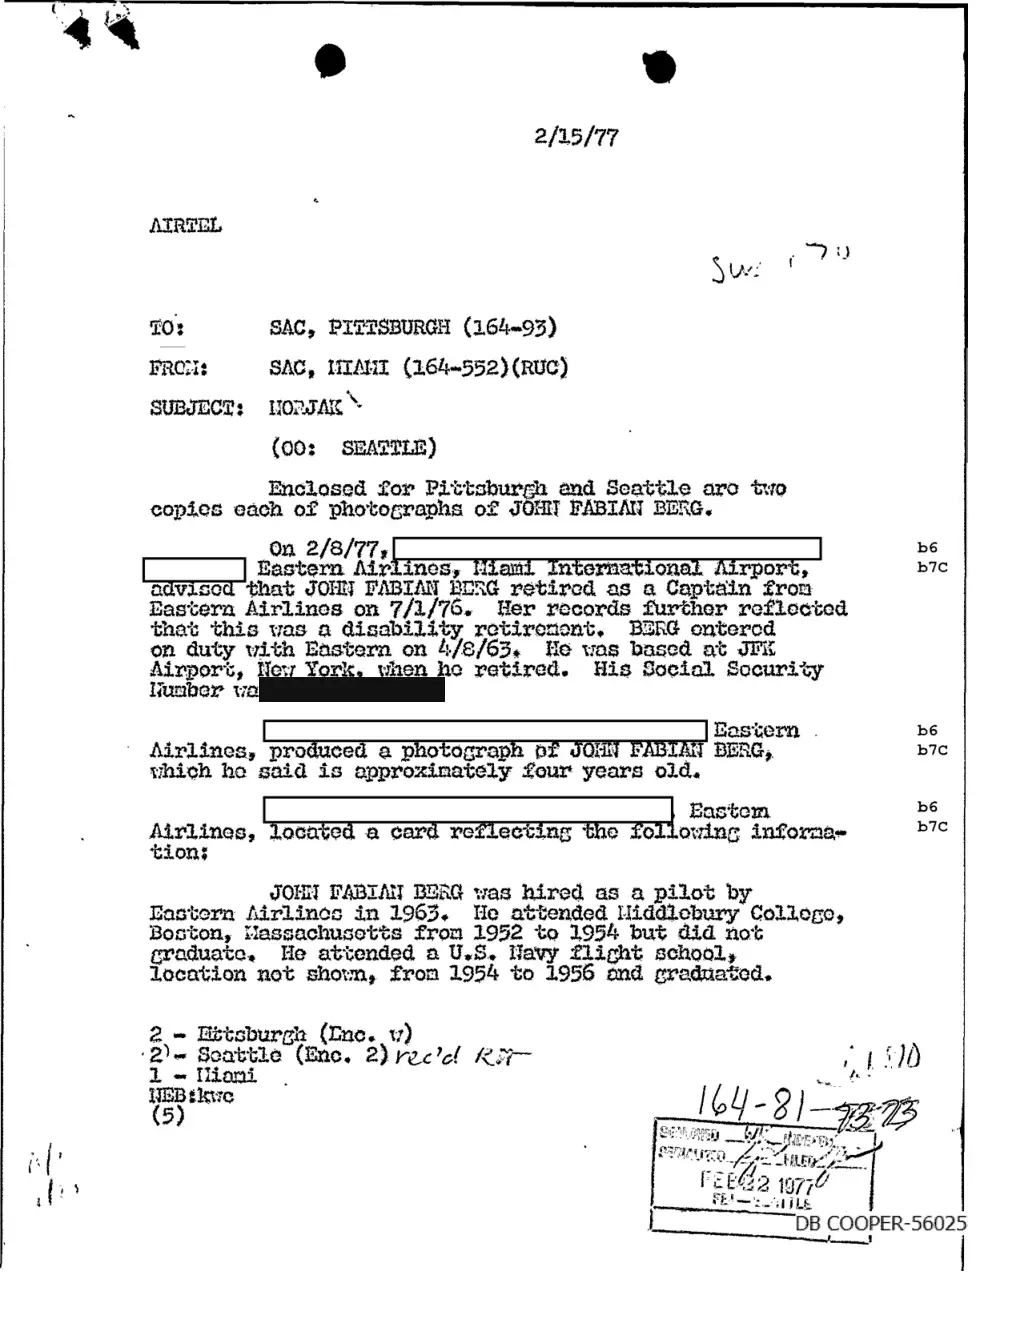 2/15/77
AIRTEL
TO: SAC, PITTSBURGH (164-93)
FROM: SAC, MIAMI (164-552)(RUC)
SUBJECT: NORJAK
(OO: SEATTLE)
Enclosed for Pittsburgh and Seattle are two
copies each of photographs of JOHN FABIAN BERG.
On 2/8/77, b6
Eastern Airlines, Miami International Airport, b7C
advised that JOHN FABIAN BERG retired as a Captain from
Eastern Airlines on 7/1/76. Her records further reflected
that this was a disability retirement. BERG entered
on duty with Eastern on 4/8/63. He was based at JFK
Airport, New York, when he retired. His Social Security
Number wa
Eastern b6
Airlines, produced a photograph of JOHN FABIAN BERG, b7C
which he said is approximately four years old.
Eastern b6
Airlines, located a card reflecting the following informa- b7C
tion:
JOHN FABIAN BERG was hired as a pilot by
Eastern Airlines in 1963. He attended Middlebury College,
Boston, Massachusetts from 1952 to 1954 but did not
graduate. He attended a U.S. Navy flight school,
location not shown, from 1954 to 1956 and graduated.
2 - Pittsburgh (Enc. )
2 - Seattle (Enc. 2) rec'd
1 - Miami
:kwc
(5)
164-81-
SERIALIZED FILED
FEB 22 1977
FBI - SEATTLE
DB COOPER-56025